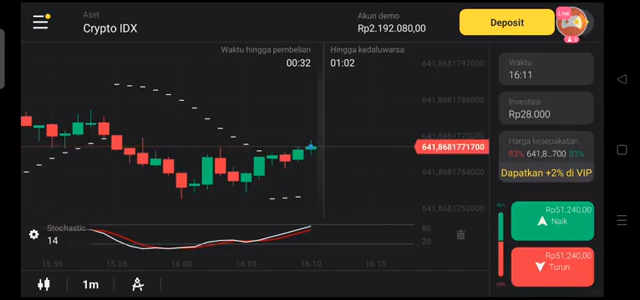 Aset
Crypto IDX
Akun demo
Rp2.192.080,00
Deposit
Live
Waktu hingga pembelian
00:32
Hingga kedaluwarsa
01:02
641,8681797000
641,8681786000
641,8681771700
641,8681764000
641,8681753000
Waktu
16:11
Investasi
Rp28.000
Harga kesepakatan
83% 641,8...700 83%
Dapatkan +2% di VIP
Rp51.240,00
Naik
Rp51.240,00
Turun
Stochastic
14
80
20
15.50
15.55
16.00
16.05
16.10
16:15
1m